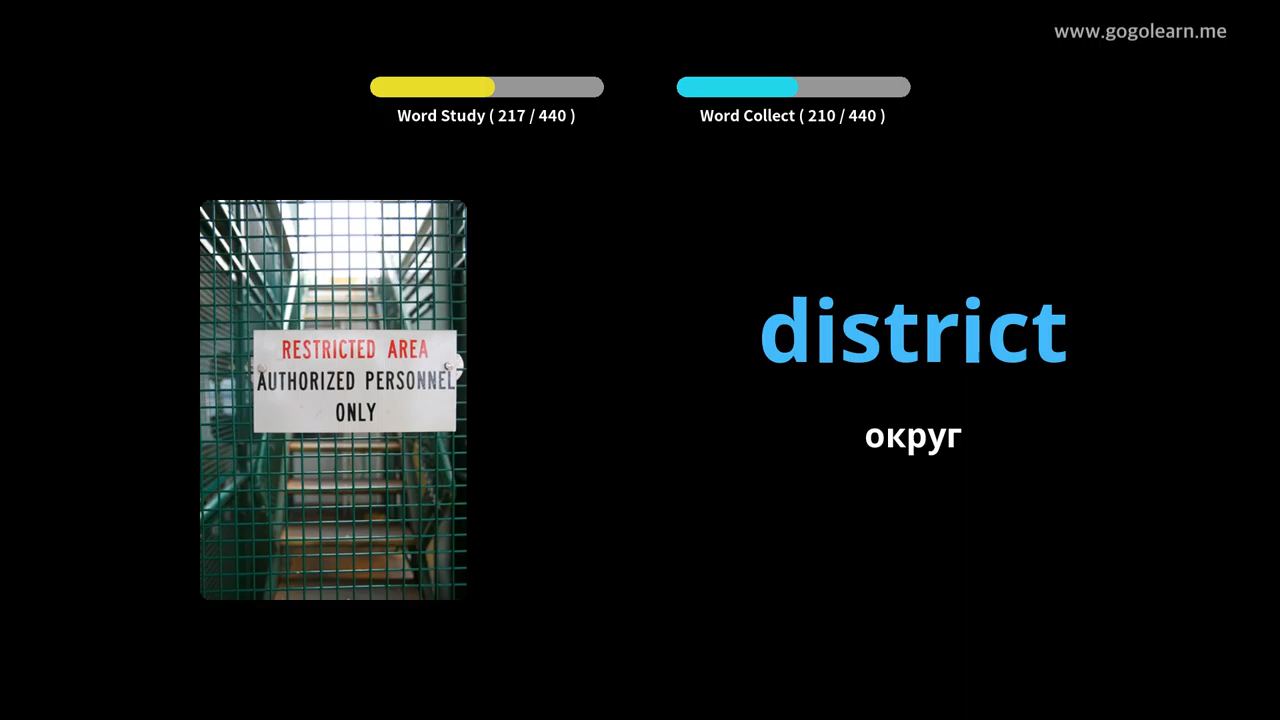 www.gogolearn.me
Word Study ( 217 / 440 )
Word Collect ( 210 / 440 )
RESTRICTED AREA
AUTHORIZED PERSONNEL
ONLY
district
округ